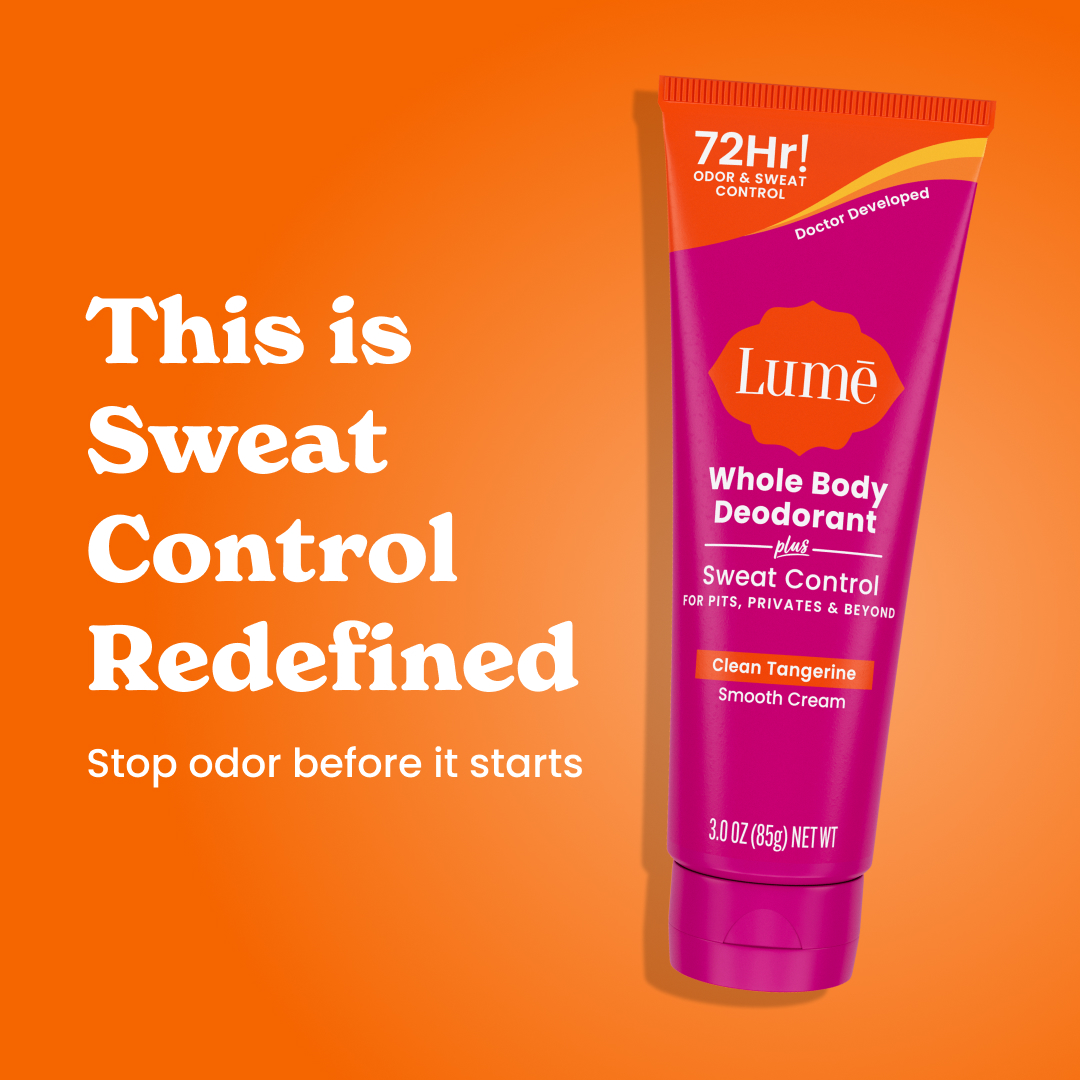 This is
Sweat
Control
Redefined
Stop odor before it starts
72Hr!
ODOR & SWEAT
CONTROL
Doctor Developed
Lumē
Whole Body
Deodorant
plus
Sweat Control
FOR PITS, PRIVATES & BEYOND
Clean Tangerine
Smooth Cream
3.0 OZ (85g) NET WT